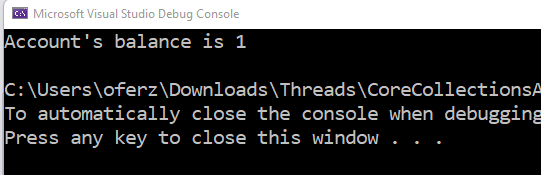 Microsoft Visual Studio Debug Console
Account's balance is 1
C:\Users\oferz\Downloads\Threads\CoreCollections
To automatically close the console when debugging
Press any key to close this window . . .